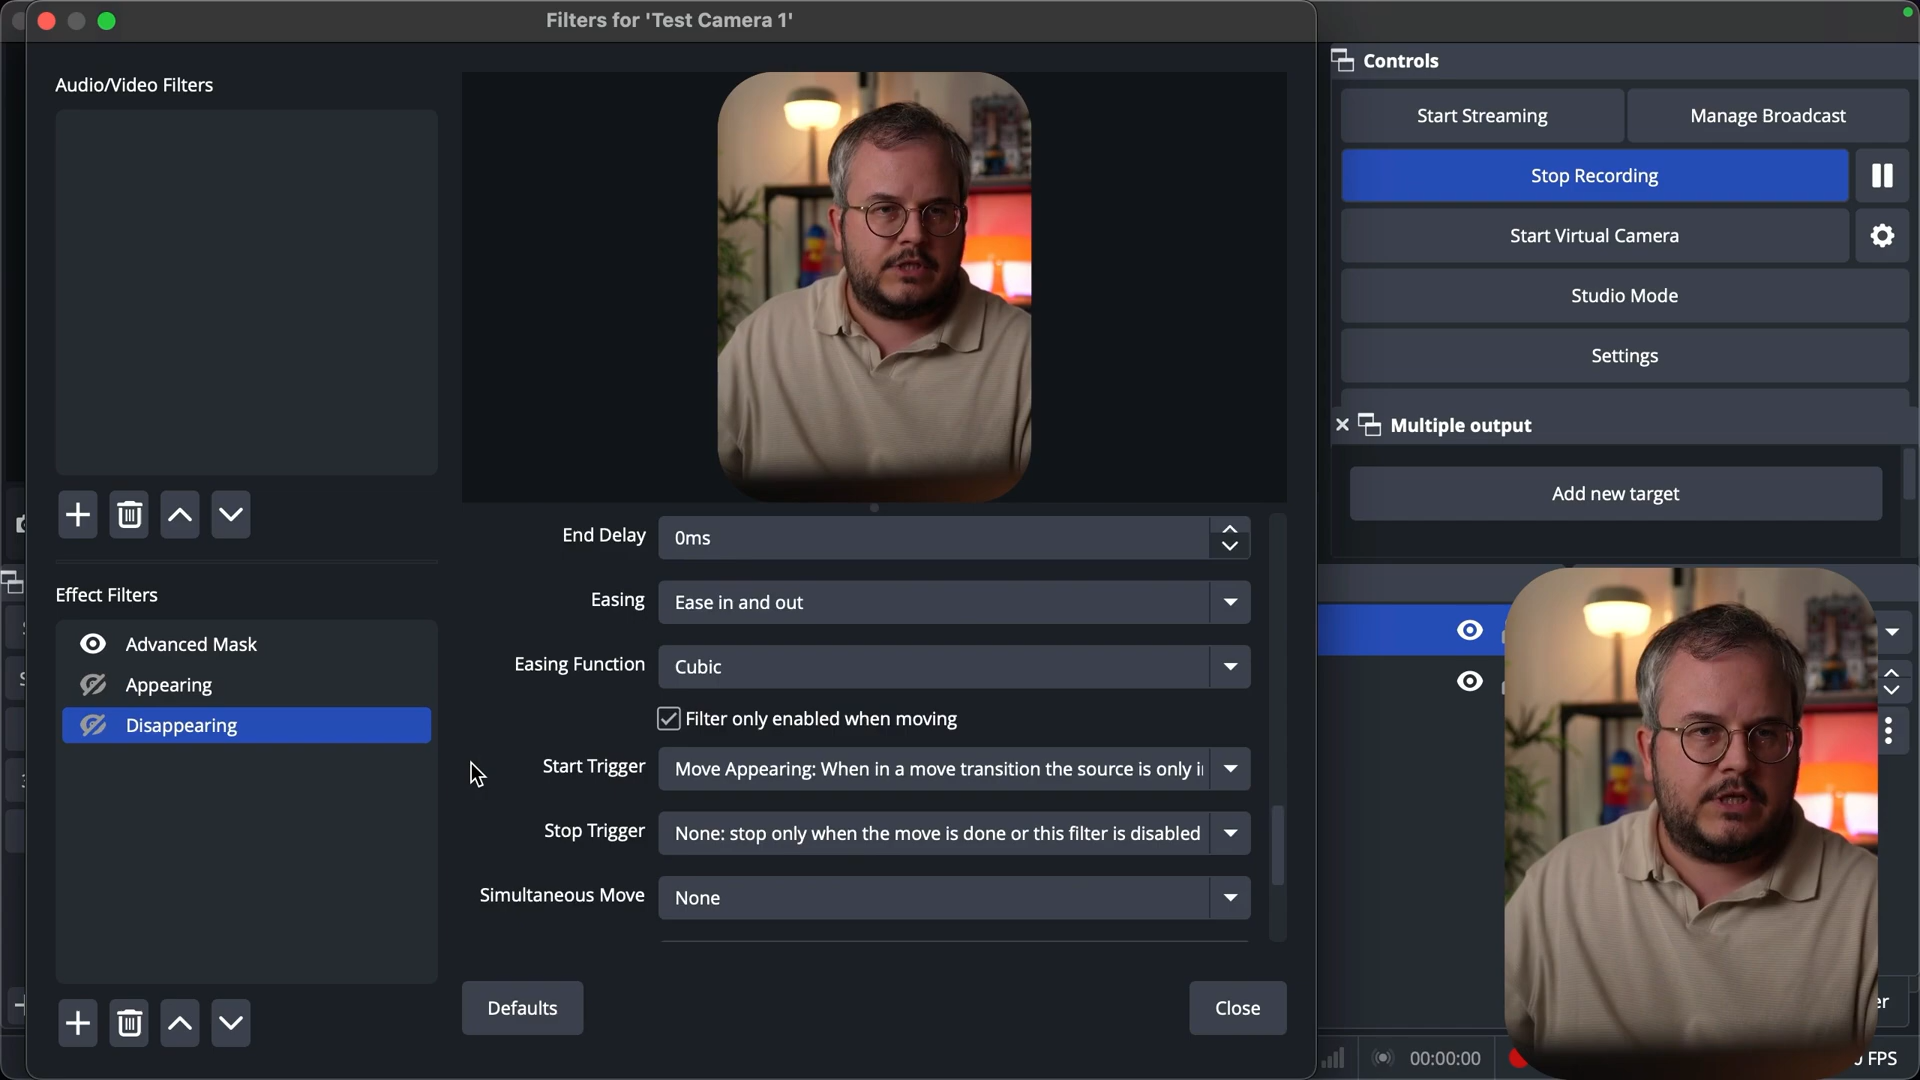 Filters for 'Test Camera 1'
Audio/Video Filters
Effect Filters
Advanced Mask
Appearing
Disappearing
End Delay
0ms
Easing
Ease in and out
Easing Function
Cubic
Filter only enabled when moving
Start Trigger
Move Appearing: When in a move transition the source is only
Stop Trigger
None: stop only when the move is done or this filter is disabled
Simultaneous Move
None
Defaults
Close
Controls
Start Streaming
Manage Broadcast
Stop Recording
Start Virtual Camera
Studio Mode
Settings
Multiple output
Add new target
00:00:00
FPS